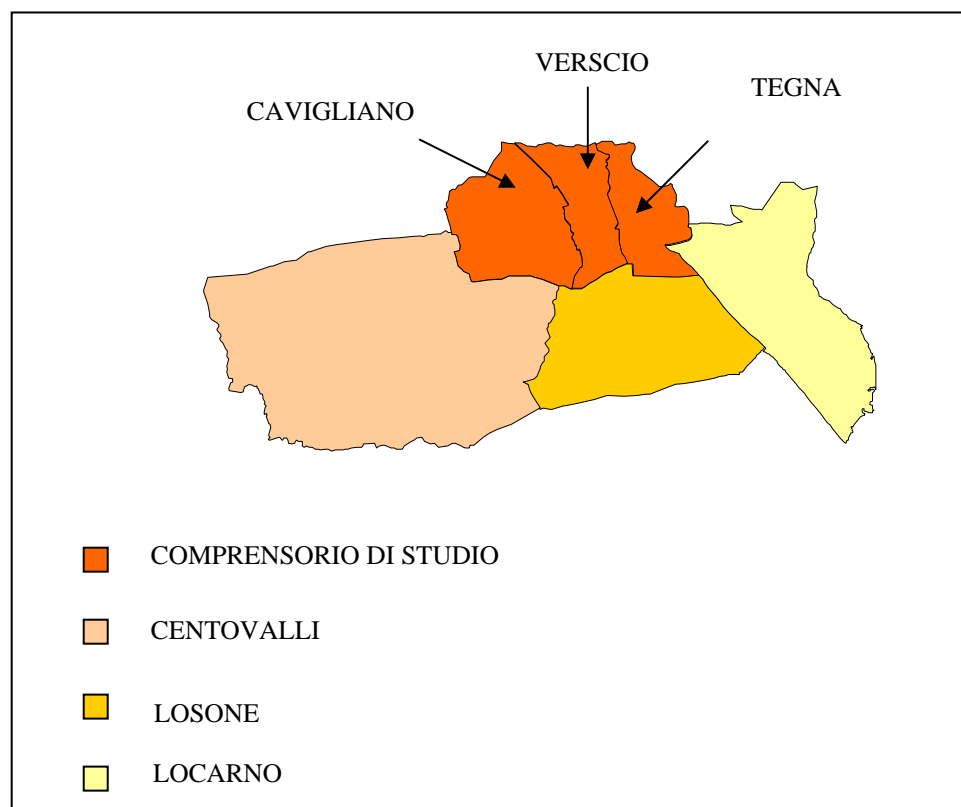 VERSCIO
TEGNA
CAVIGLIANO
COMPRENSORIO DI STUDIO
CENTOVALLI
LOSONE
LOCARNO